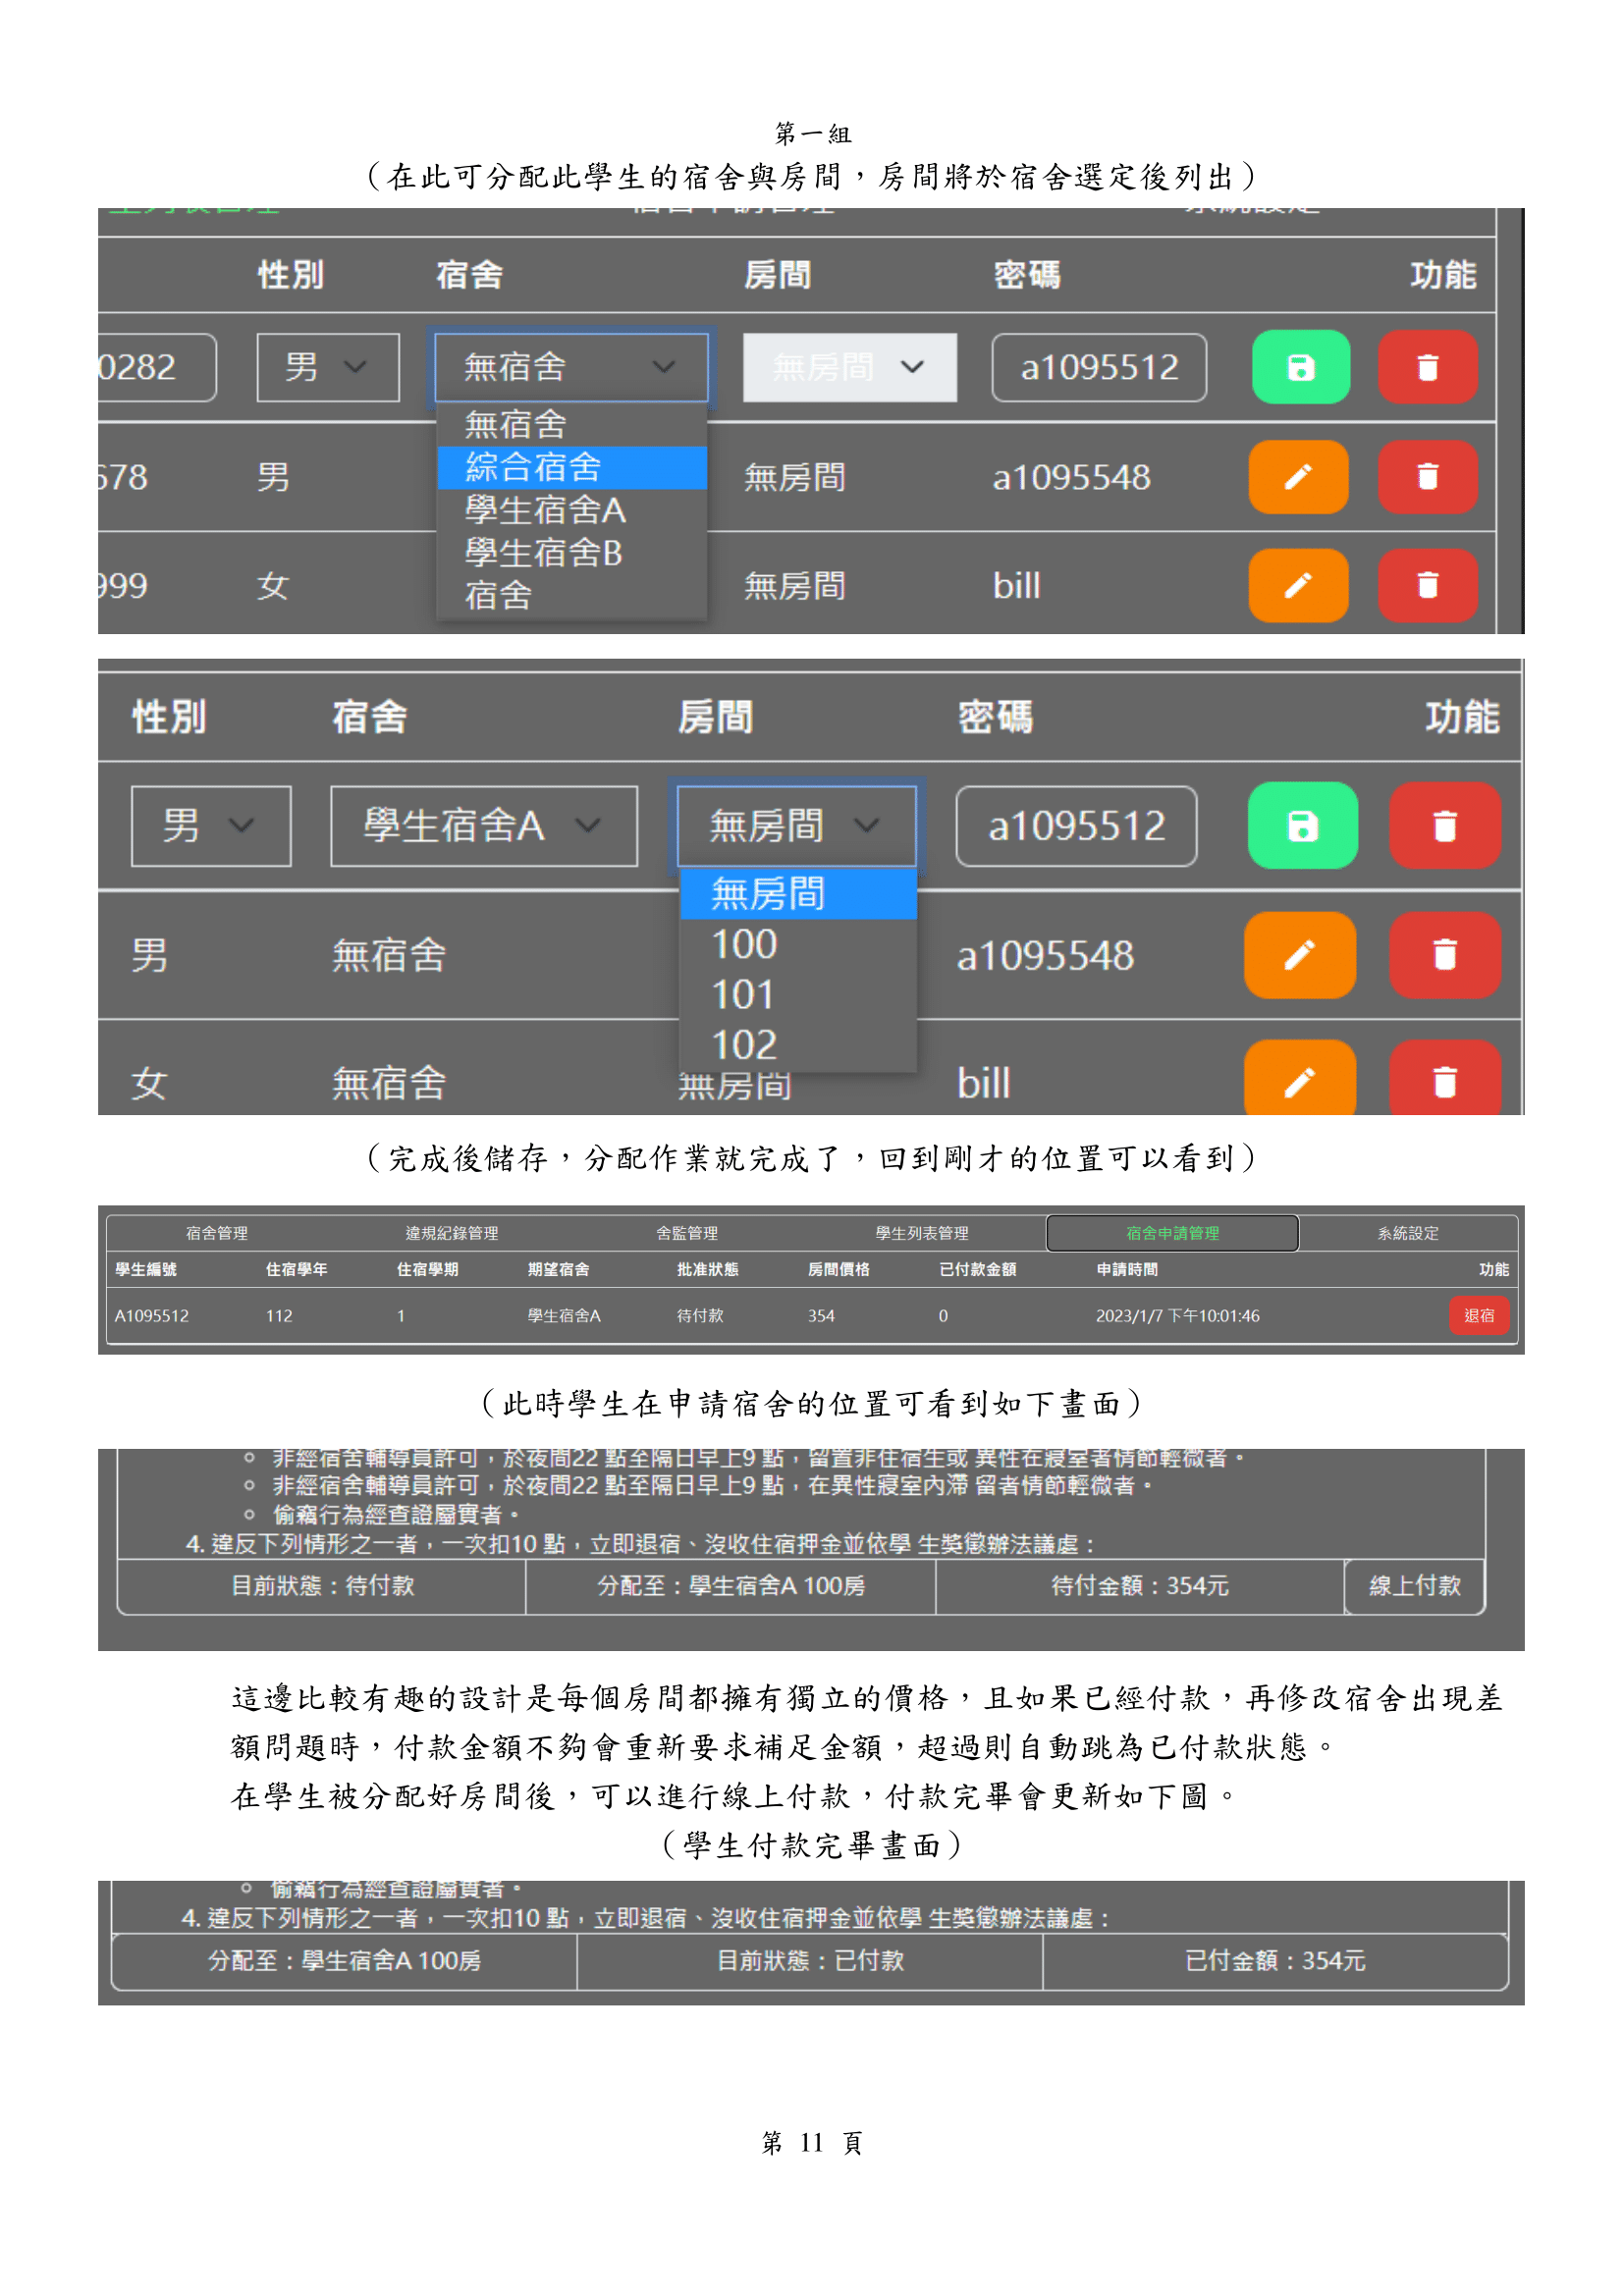 第一組
（在此可分配此學生的宿舍與房間，房間將於宿舍選定後列出）
性別 宿舍 房間 密碼 功能
0282 男 無宿舍 無房間 a1095512
無宿舍
綜合宿舍
678 男 無房間 a1095548
學生宿舍A
學生宿舍B
999 女 無房間 bill
宿舍
性別 宿舍 房間 密碼 功能
男 學生宿舍A 無房間 a1095512
無房間
100
男 無宿舍 a1095548
101
102
女 無宿舍 無房間 bill
（完成後儲存，分配作業就完成了，回到剛才的位置可以看到）
宿舍管理 違規紀錄管理 舍監管理 學生列表管理 宿舍申請管理 系統設定
學生編號 住宿學年 住宿學期 期望宿舍 批准狀態 房間價格 已付款金額 申請時間 功能
A1095512 112 1 學生宿舍A 待付款 354 0 2023/1/7 下午10:01:46 退宿
（此時學生在申請宿舍的位置可看到如下畫面）
非經宿舍輔導員許可，於夜間22 點至隔日早上9 點，留置非住宿生或 異性在寢室者情節輕微者。
非經宿舍輔導員許可，於夜間22 點至隔日早上9 點，在異性寢室內滯 留者情節輕微者。
偷竊行為經查證屬實者。
4. 違反下列情形之一者，一次扣10 點，立即退宿、沒收住宿押金並依學 生獎懲辦法議處：
目前狀態：待付款 分配至：學生宿舍A 100房 待付金額：354元 線上付款
這邊比較有趣的設計是每個房間都擁有獨立的價格，且如果已經付款，再修改宿舍出現差
額問題時，付款金額不夠會重新要求補足金額，超過則自動跳為已付款狀態。
在學生被分配好房間後，可以進行線上付款，付款完畢會更新如下圖。
（學生付款完畢畫面）
偷竊行為經查證屬實者。
4. 違反下列情形之一者，一次扣10 點，立即退宿、沒收住宿押金並依學 生獎懲辦法議處：
分配至：學生宿舍A 100房 目前狀態：已付款 已付金額：354元
第 11 頁